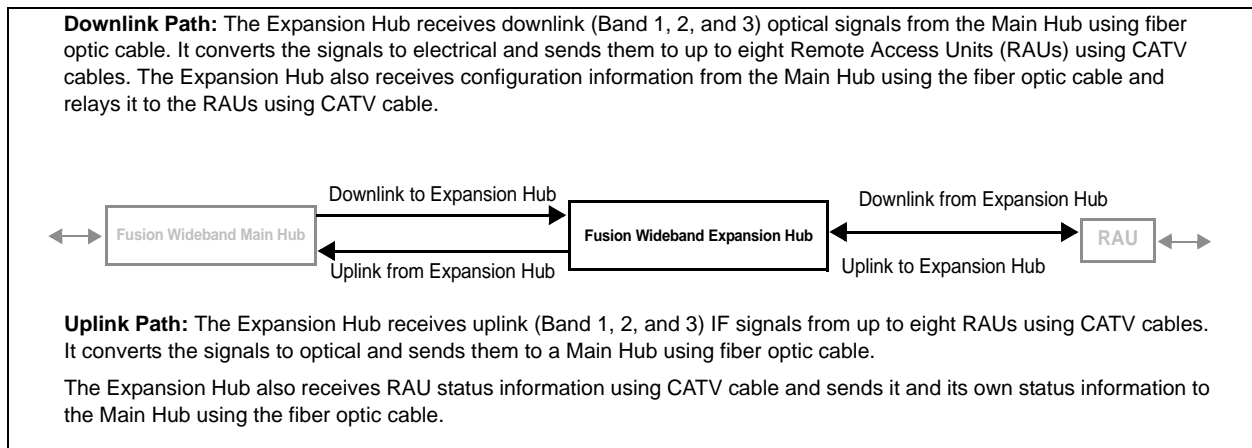 Downlink Path: The Expansion Hub receives downlink (Band 1, 2, and 3) optical signals from the Main Hub using fiber
optic cable. It converts the signals to electrical and sends them to up to eight Remote Access Units (RAUs) using CATV
cables. The Expansion Hub also receives configuration information from the Main Hub using the fiber optic cable and
relays it to the RAUs using CATV cable.
Downlink to Expansion Hub
Downlink from Expansion Hub
Fusion Wideband Main Hub
Fusion Wideband Expansion Hub
RAU
Uplink from Expansion Hub
Uplink to Expansion Hub
Uplink Path: The Expansion Hub receives uplink (Band 1, 2, and 3) IF signals from up to eight RAUs using CATV cables.
It converts the signals to optical and sends them to a Main Hub using fiber optic cable.
The Expansion Hub also receives RAU status information using CATV cable and sends it and its own status information to
the Main Hub using the fiber optic cable.